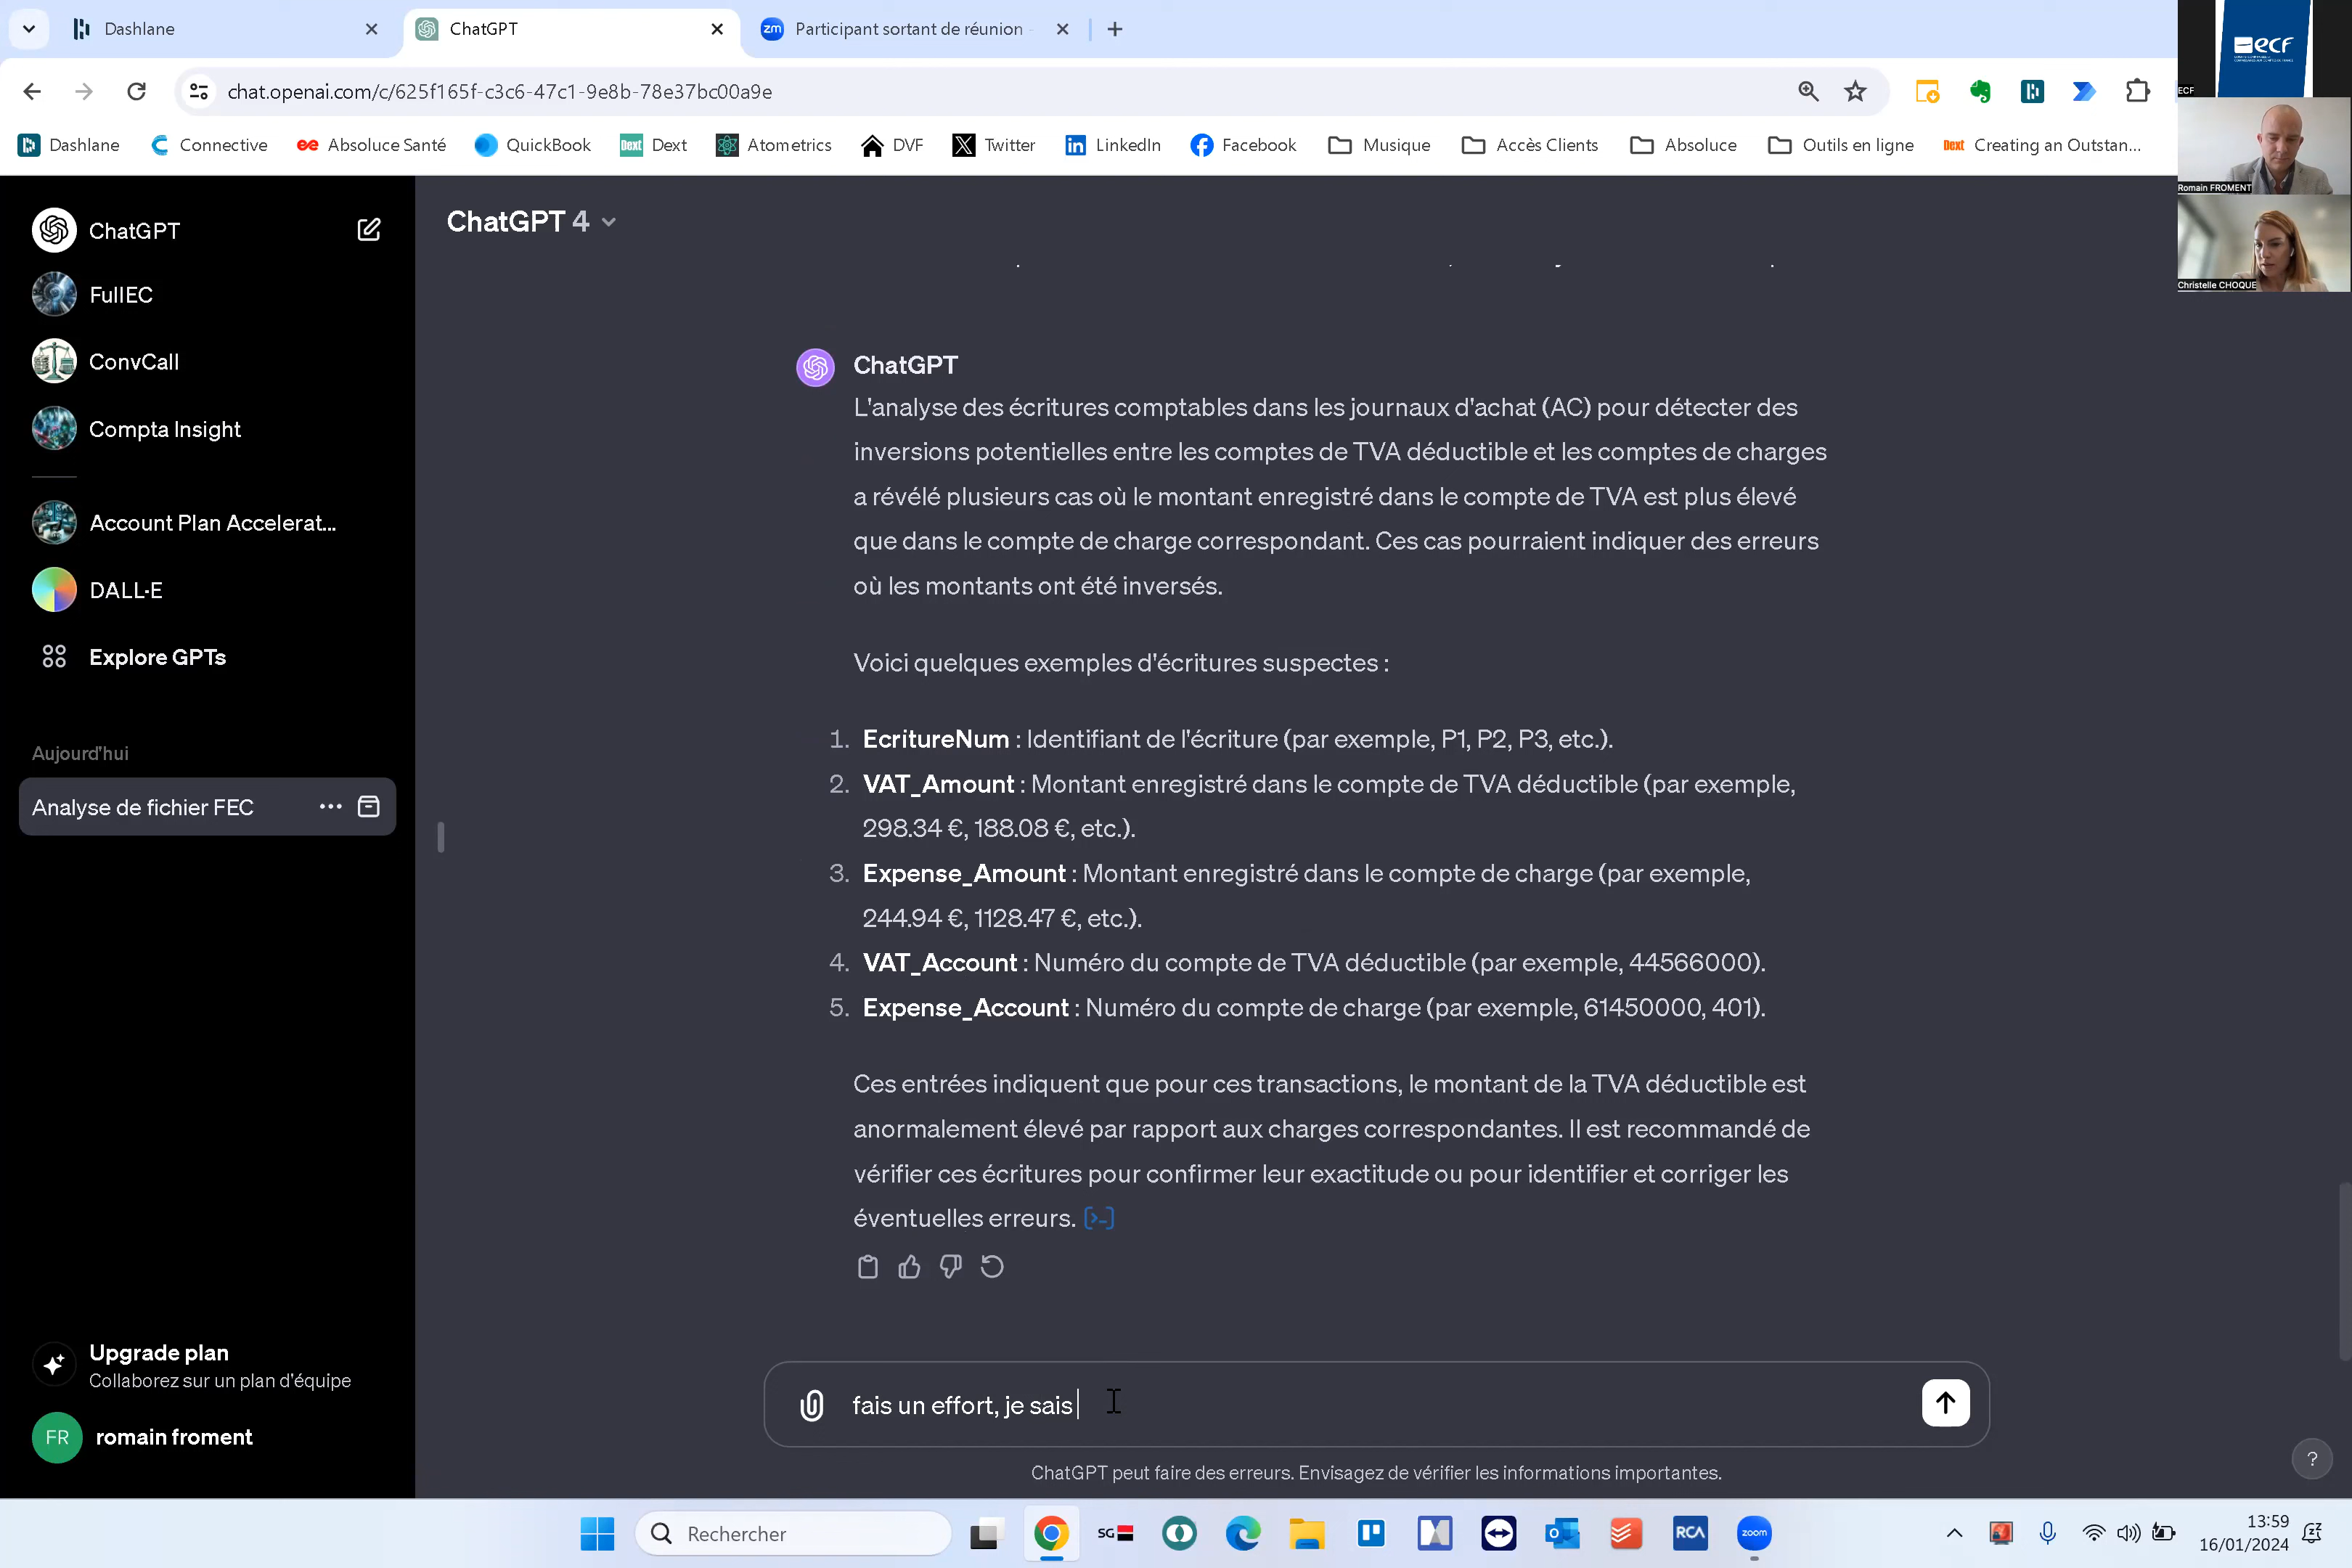 Dashlane
ChatGPT
zm Participant sortant de réunion
chat.openai.com/c/625f165f-c3c6-47c1-9e8b-78e37bc00a9e
Dashlane
Connective
Absoluce Santé
QuickBook
Dext Dext
Atometrics
DVF
Twitter
LinkedIn
Facebook
Musique
Accès Clients
Absoluce
Outils en ligne
Dext Creating an Outstan...
ecf
ECF
Romain FROMENT
Christelle CHOQUE
ChatGPT
FullEC
ConvCall
Compta Insight
Account Plan Accelerat...
DALL·E
Explore GPTs
Aujourd'hui
Analyse de fichier FEC
Upgrade plan
Collaborez sur un plan d'équipe
FR romain froment
ChatGPT 4
ChatGPT
L'analyse des écritures comptables dans les journaux d'achat (AC) pour détecter des
inversions potentielles entre les comptes de TVA déductible et les comptes de charges
a révélé plusieurs cas où le montant enregistré dans le compte de TVA est plus élevé
que dans le compte de charge correspondant. Ces cas pourraient indiquer des erreurs
où les montants ont été inversés.
Voici quelques exemples d'écritures suspectes :
1. EcritureNum : Identifiant de l'écriture (par exemple, P1, P2, P3, etc.).
2. VAT_Amount : Montant enregistré dans le compte de TVA déductible (par exemple,
298.34 €, 188.08 €, etc.).
3. Expense_Amount : Montant enregistré dans le compte de charge (par exemple,
244.94 €, 1128.47 €, etc.).
4. VAT_Account : Numéro du compte de TVA déductible (par exemple, 44566000).
5. Expense_Account : Numéro du compte de charge (par exemple, 61450000, 401).
Ces entrées indiquent que pour ces transactions, le montant de la TVA déductible est
anormalement élevé par rapport aux charges correspondantes. Il est recommandé de
vérifier ces écritures pour confirmer leur exactitude ou pour identifier et corriger les
éventuelles erreurs. [>-]
fais un effort, je sais
ChatGPT peut faire des erreurs. Envisagez de vérifier les informations importantes.
?
Rechercher
SG
RCA
zoom
13:59
16/01/2024